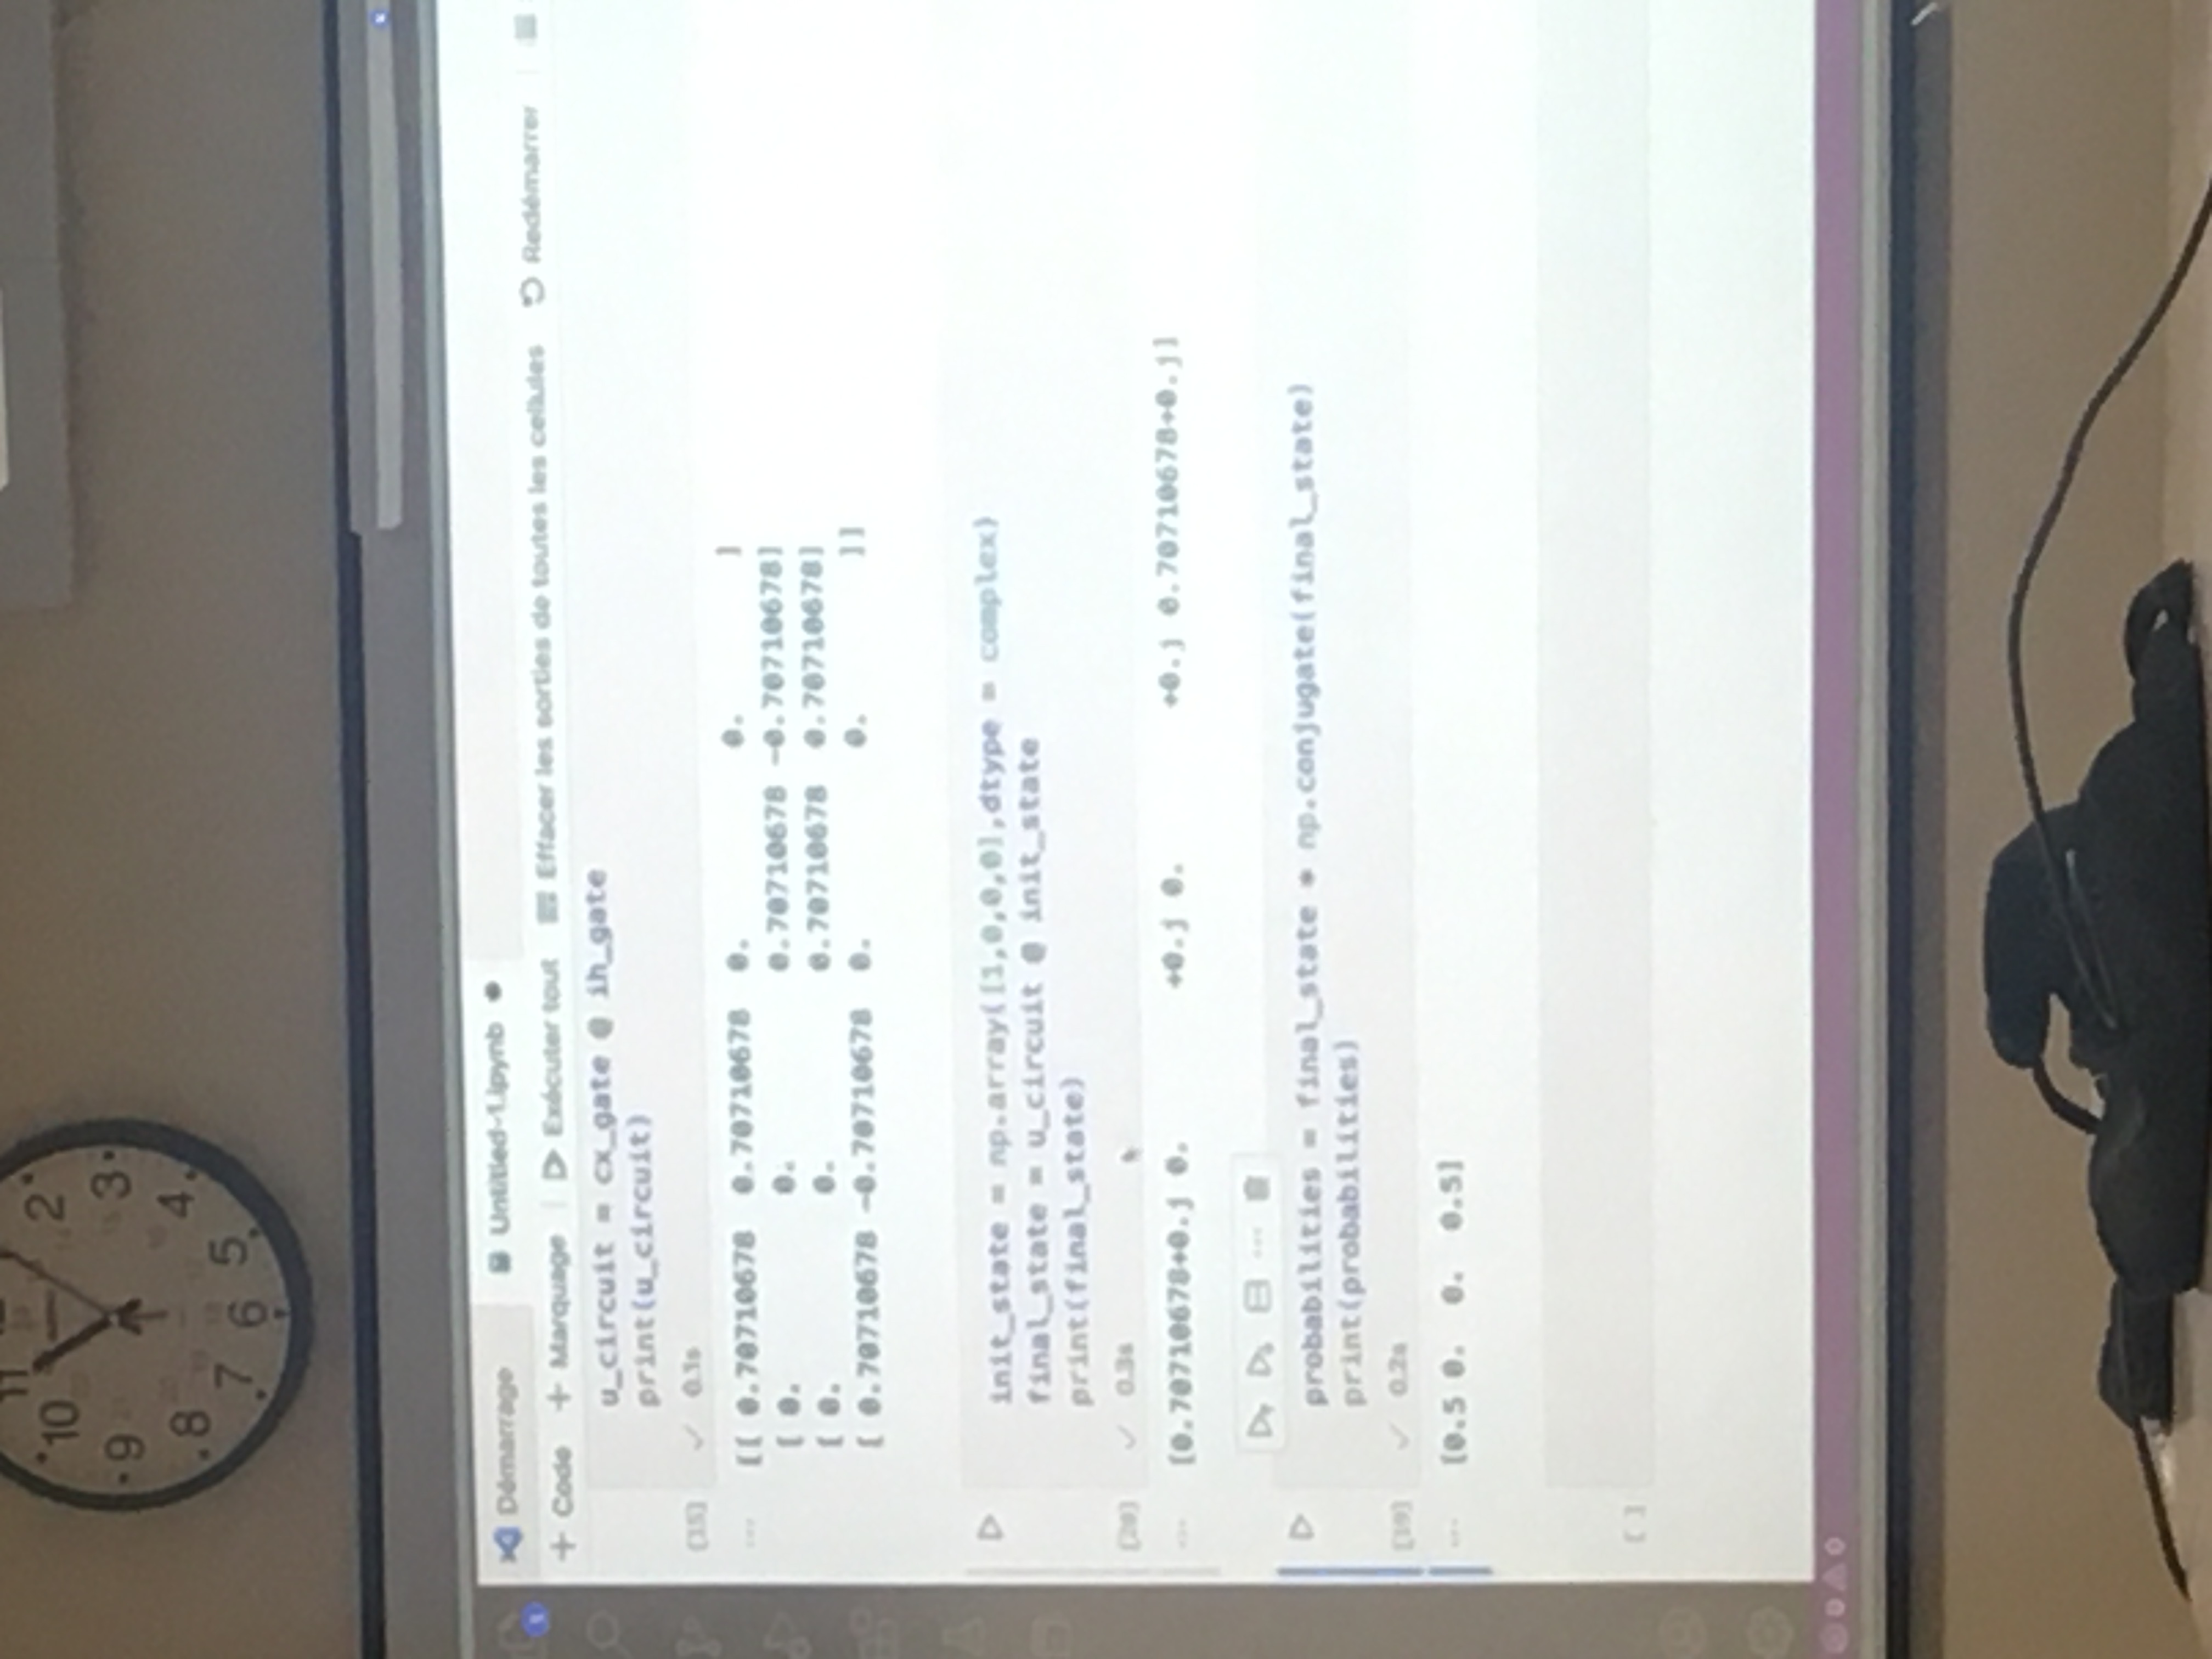 11
10 2
9 3
8 4
7 6 5
Démarrage Untitled-1.ipynb
+ Code + Marquage Exécuter tout Effacer les sorties de toutes les cellules Redémarrer
u_circuit = cx_gate @ ih_gate
print(u_circuit)
[15] 0.1s
[[ 0.70710678 0.70710678 0. 0. ]
[ 0. 0. 0.70710678 -0.70710678]
[ 0. 0. 0.70710678 0.70710678]
[ 0.70710678 -0.70710678 0. 0. ]]
init_state = np.array([1,0,0,0],dtype = complex)
final_state = u_circuit @ init_state
print(final_state)
[20] 0.3s
[0.70710678+0.j 0. +0.j 0. +0.j 0.70710678+0.j]
probabilities = final_state * np.conjugate(final_state)
print(probabilities)
[19] 0.2s
[0.5 0. 0. 0.5]
[ ]
0 0